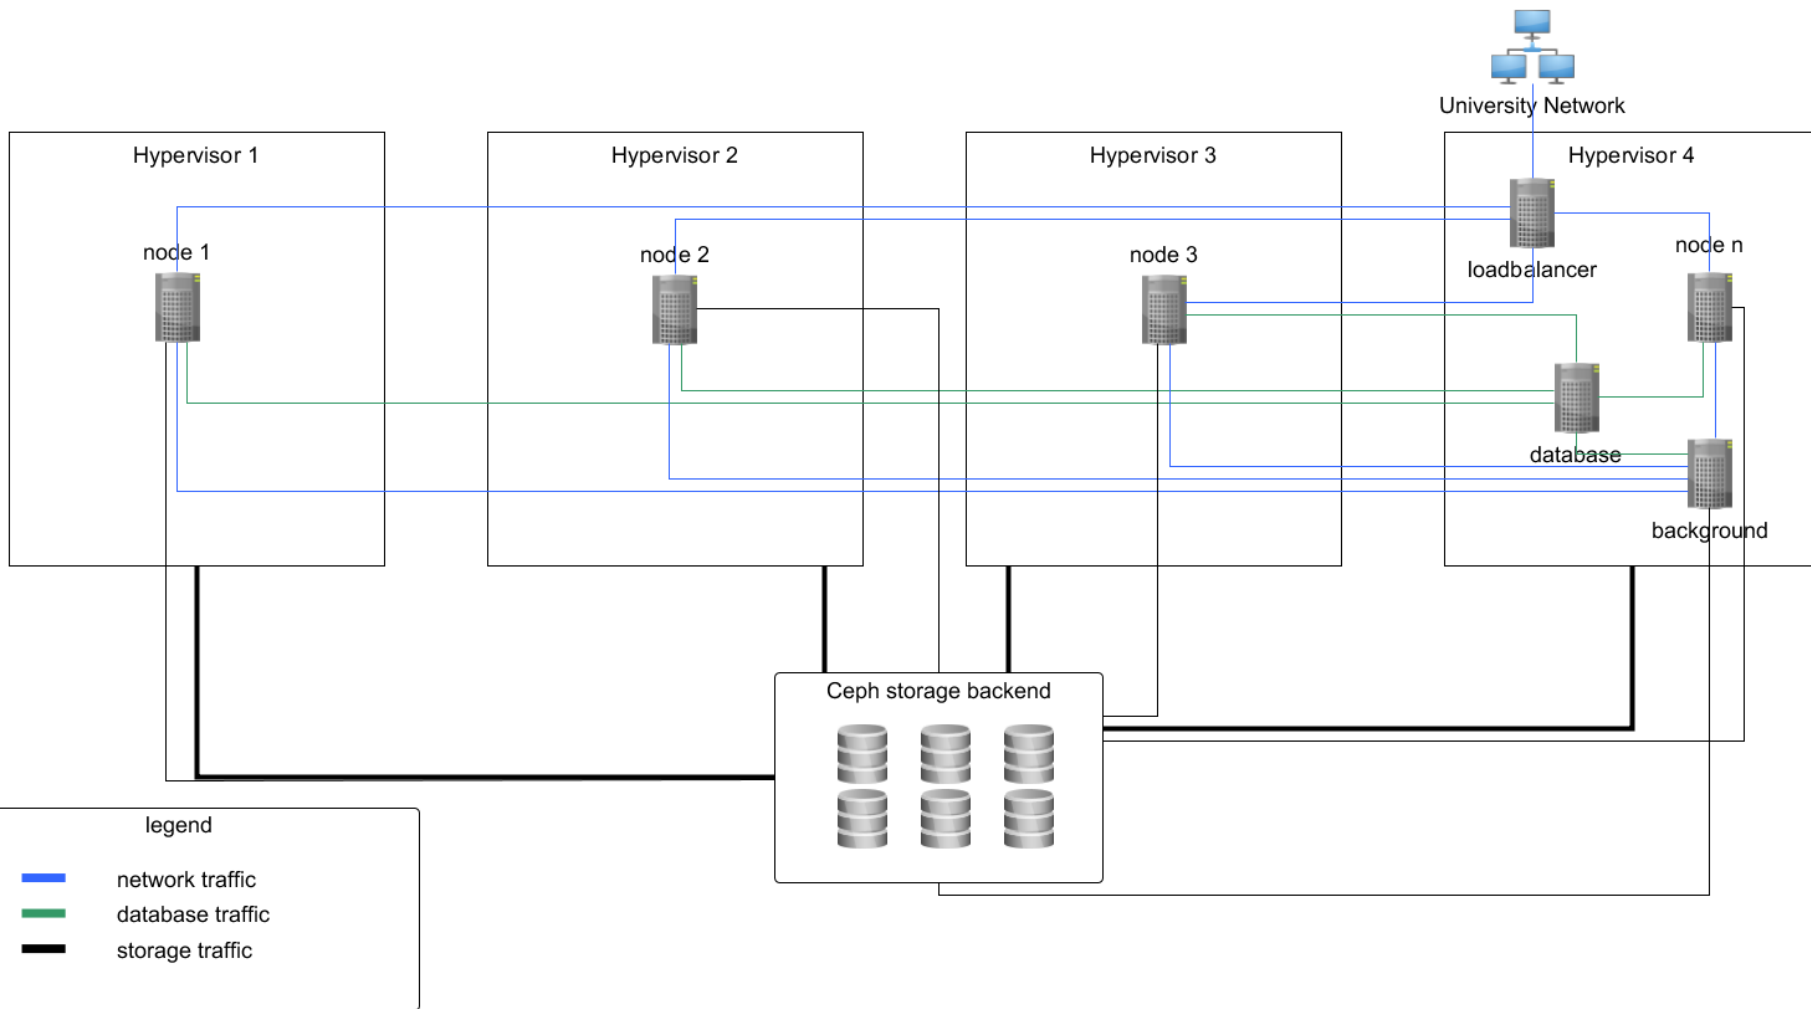 University Network
Hypervisor 1
Hypervisor 2
Hypervisor 3
Hypervisor 4
node 1
node 2
node 3
loadbalancer
node n
database
background
Ceph storage backend
legend
network traffic
database traffic
storage traffic